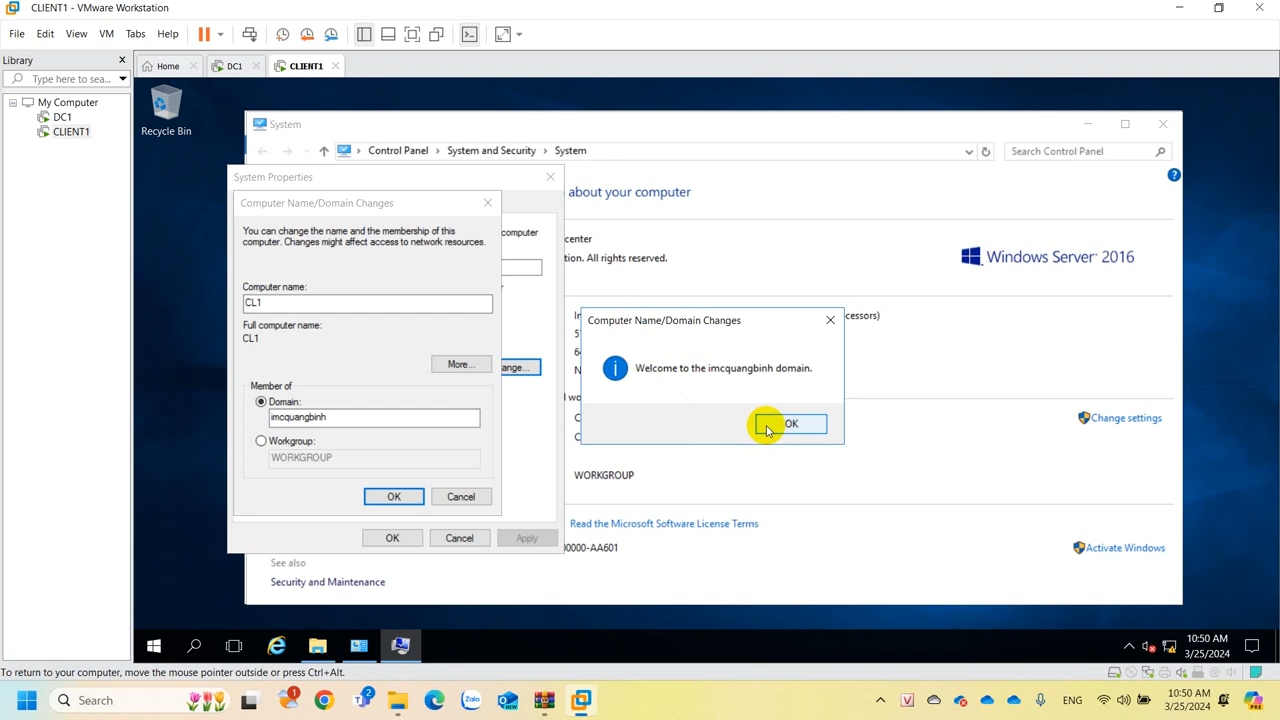 CLIENT1 - VMware Workstation
File Edit View VM Tabs Help
Library
Type here to sea...
My Computer
DC1
CLIENT1
Home
DC1
CLIENT1
Recycle Bin
System
Control Panel > System and Security > System
Search Control Panel
about your computer
center
tion. All rights reserved.
Windows Server® 2016
System Properties
Computer Name/Domain Changes
You can change the name and the membership of this
computer. Changes might affect access to network resources.
computer
Computer name:
CL1
Full computer name:
CL1
More...
ange...
Member of
Domain:
imcquangbinh
Workgroup:
WORKGROUP
OK Cancel
OK Cancel Apply
Computer Name/Domain Changes
Welcome to the imcquangbinh domain.
OK
ocessors)
Change settings
WORKGROUP
Read the Microsoft Software License Terms
00000-AA601
Activate Windows
See also
Security and Maintenance
10:50 AM
3/25/2024
To return to your computer, move the mouse pointer outside or press Ctrl+Alt.
Search
Zalo
NEW
1
2
V
ENG
10:50 AM
3/25/2024
PRE